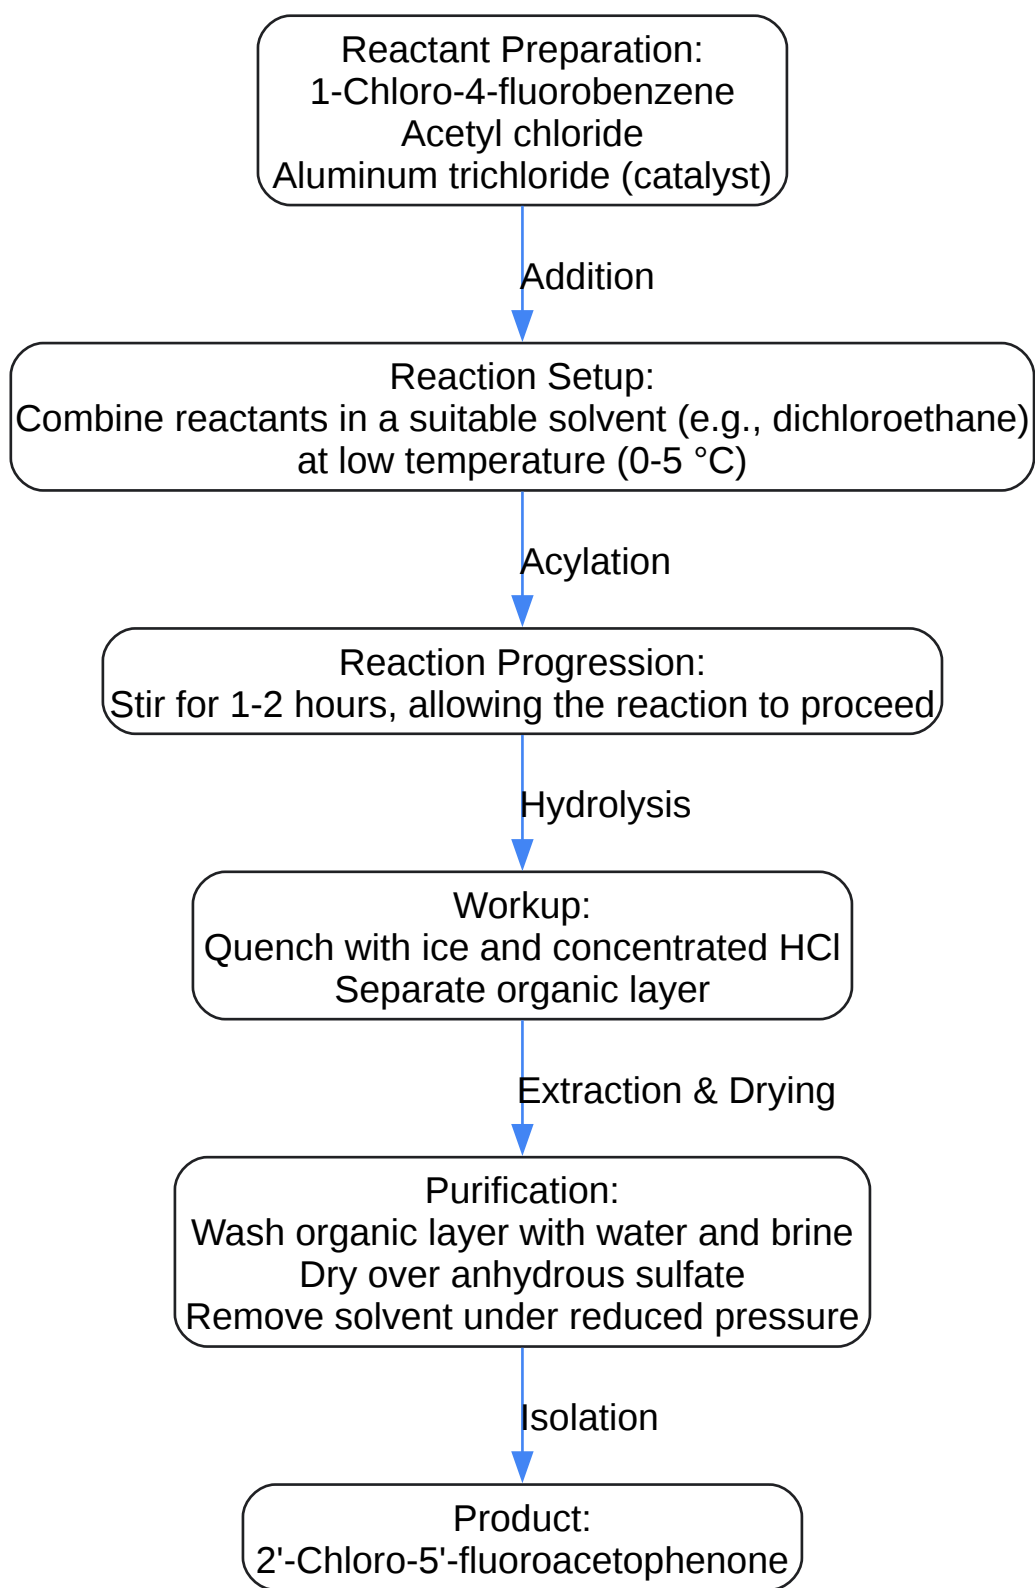 Reactant Preparation:
1-Chloro-4-fluorobenzene
Acetyl chloride
Aluminum trichloride (catalyst)
Addition
Reaction Setup:
Combine reactants in a suitable solvent (e.g., dichloroethane)
at low temperature (0-5 °C)
Acylation
Reaction Progression:
Stir for 1-2 hours, allowing the reaction to proceed
Hydrolysis
Workup:
Quench with ice and concentrated HCl
Separate organic layer
Extraction & Drying
Purification:
Wash organic layer with water and brine
Dry over anhydrous sulfate
Remove solvent under reduced pressure
Isolation
Product:
2'-Chloro-5'-fluoroacetophenone